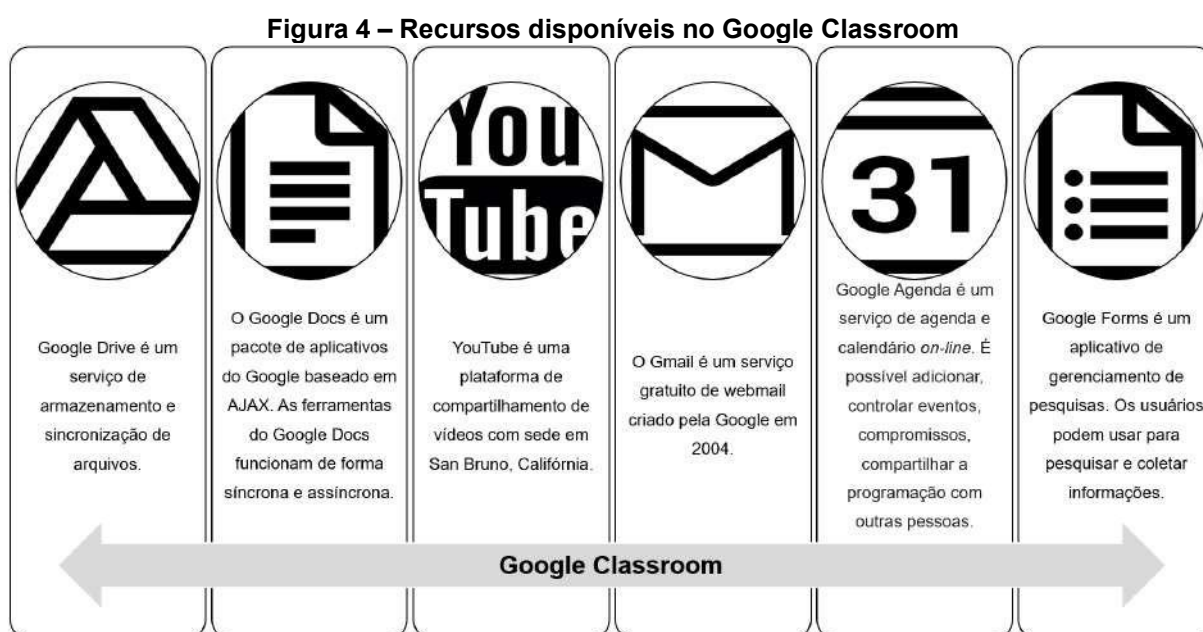 Figura 4 – Recursos disponíveis no Google Classroom
You
Tube
31
Google Drive é um
serviço de
armazenamento e
sincronização de
arquivos.
O Google Docs é um
pacote de aplicativos
do Google baseado em
AJAX. As ferramentas
do Google Docs
funcionam de forma
síncrona e assíncrona.
YouTube é uma
plataforma de
compartilhamento de
vídeos com sede em
San Bruno, Califórnia.
O Gmail é um serviço
gratuito de webmail
criado pela Google em
2004.
Google Agenda é um
serviço de agenda e
calendário on-line. É
possível adicionar,
controlar eventos,
compromissos,
compartilhar a
programação com
outras pessoas.
Google Forms é um
aplicativo de
gerenciamento de
pesquisas. Os usuários
podem usar para
pesquisar e coletar
informações.
Google Classroom